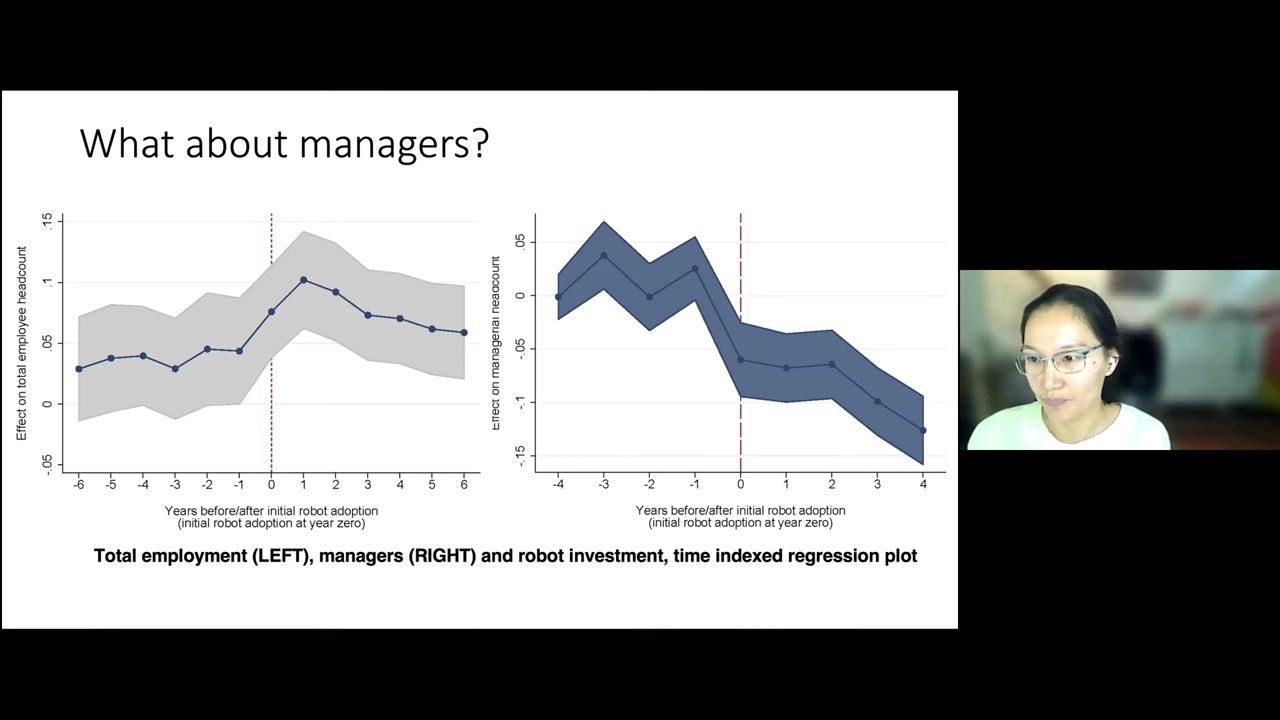 What about managers?
Effect on total employee headcount
.15
.1
.05
0
-.05
-6 -5 -4 -3 -2 -1 0 1 2 3 4 5 6
Years before/after initial robot adoption
(initial robot adoption at year zero)
Effect on managerial headcount
.05
0
-.05
-.1
-.15
-4 -3 -2 -1 0 1 2 3 4
Years before/after initial robot adoption
(initial robot adoption at year zero)
Total employment (LEFT), managers (RIGHT) and robot investment, time indexed regression plot